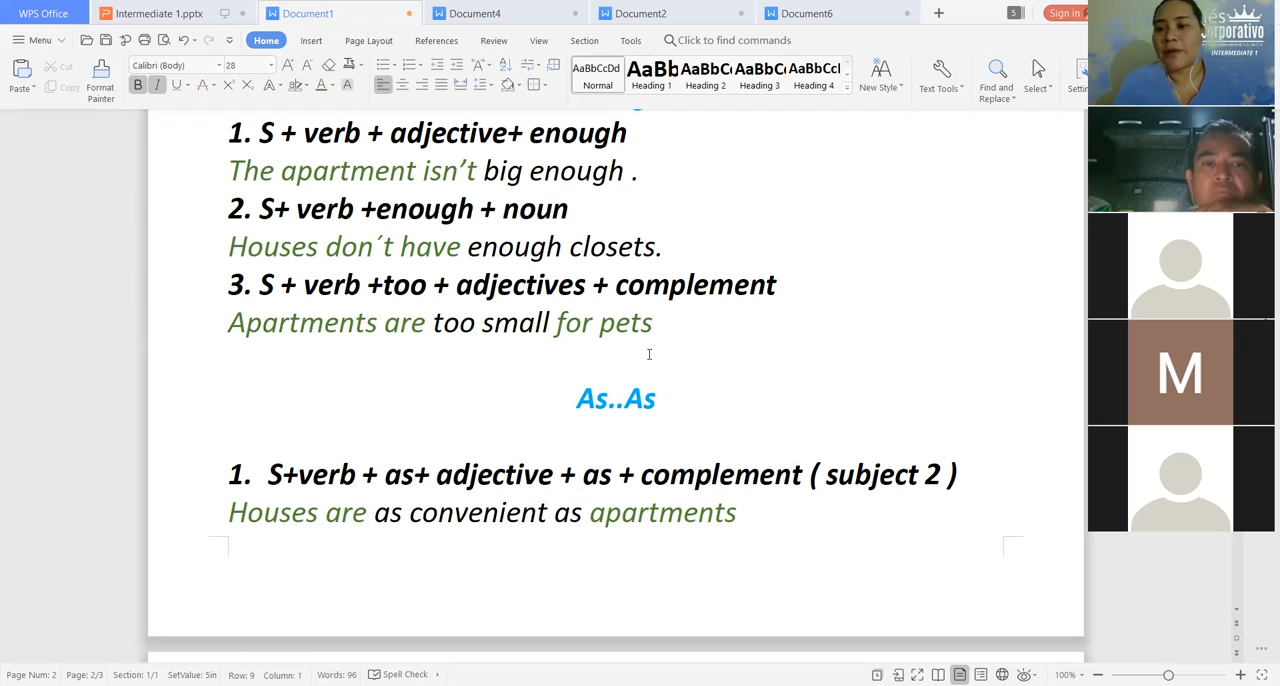 WPS Office
Intermediate 1.pptx
Document1
Document4
Document2
Document6
5
Sign in
Menu
Home
Insert
Page Layout
References
Review
View
Section
Tools
Click to find commands
Paste
Cut
Copy
Format Painter
Calibri (Body)
28
AaBbCcDd
Normal
Heading 1
Heading 2
Heading 3
Heading 4
New Style
Text Tools
Find and Replace
Select
INTERMEDIATE 1
1. S + verb + adjective+ enough
The apartment isn’t big enough .
2. S+ verb +enough + noun
Houses don´t have enough closets.
3. S + verb +too + adjectives + complement
Apartments are too small for pets
As..As
1. S+verb + as+ adjective + as + complement ( subject 2 )
Houses are as convenient as apartments
M
Page Num: 2
Page: 2/3
Section: 1/1
SetValue: 5in
Row: 9
Column: 1
Words: 96
Spell Check
100%